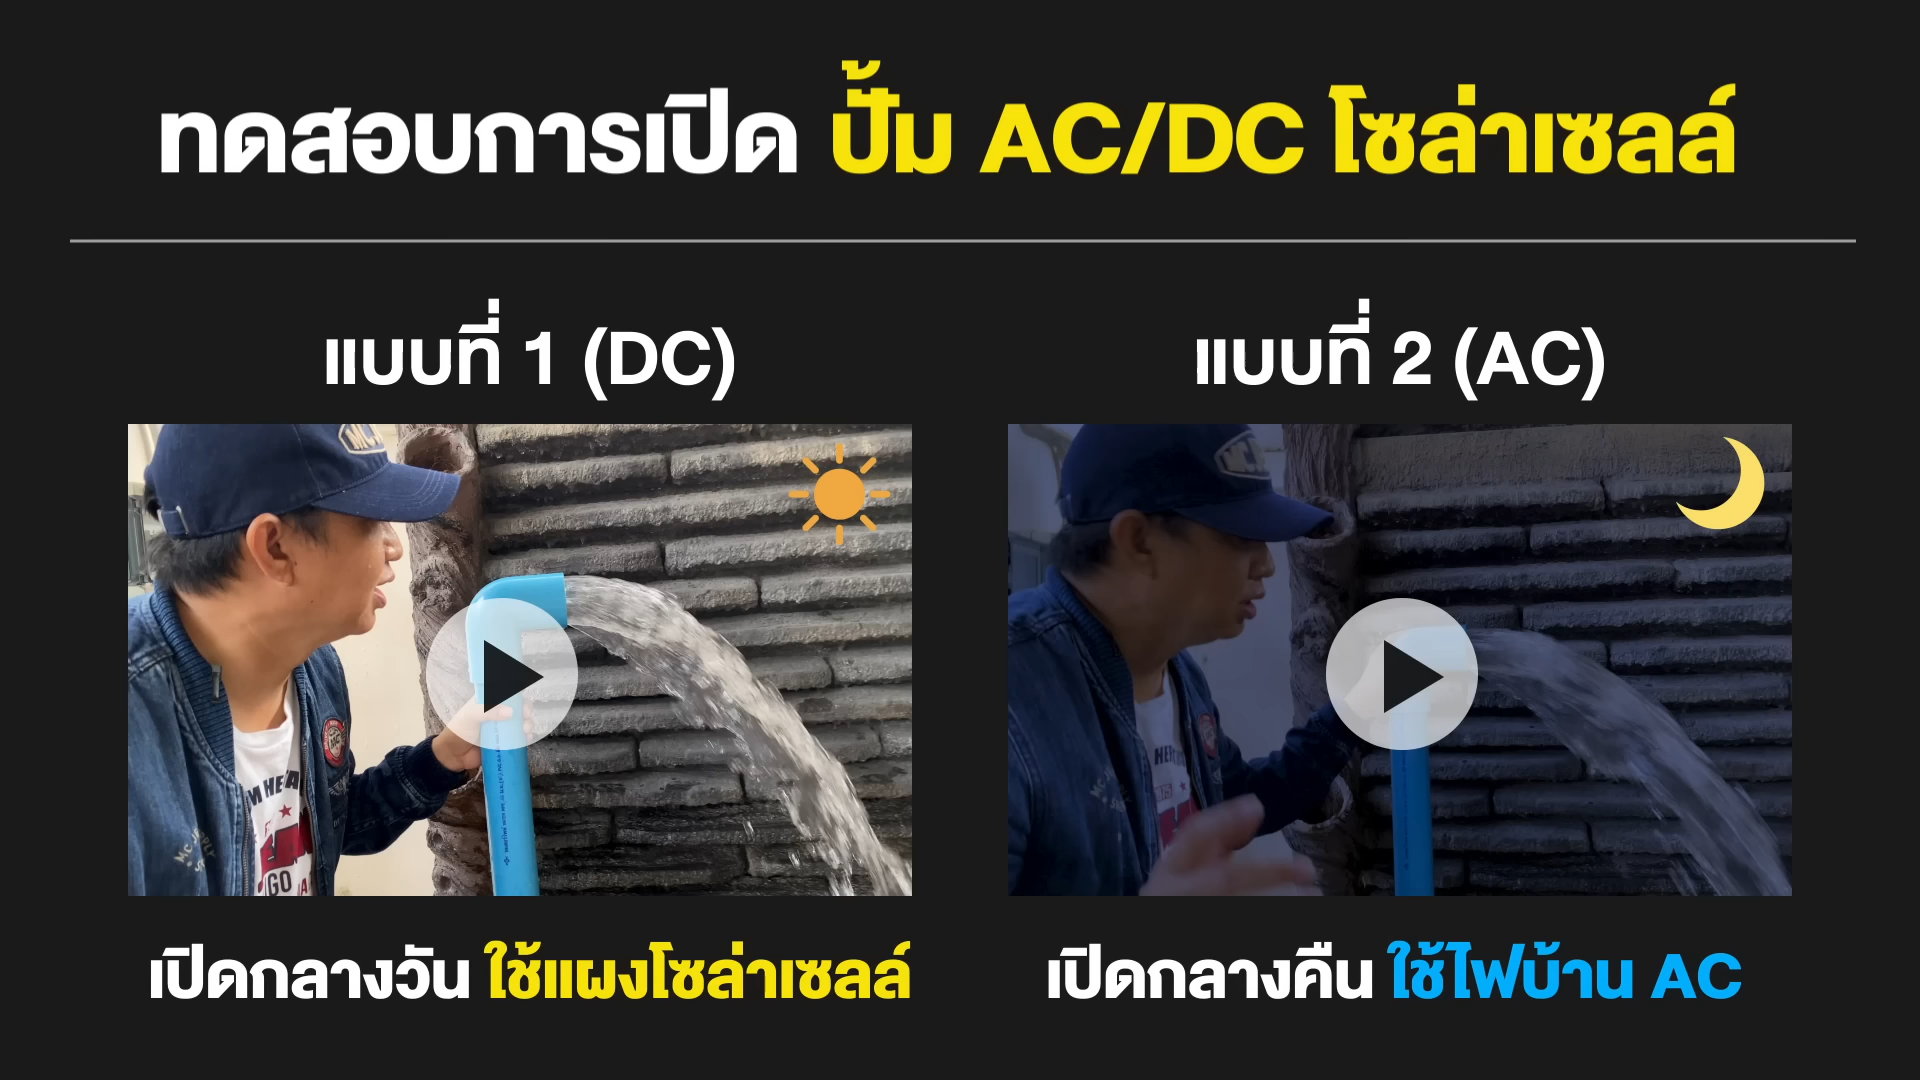 ทดสอบการเปิด ปั้ม AC/DC โซล่าเซลล์
แบบที่ 1 (DC)
แบบที่ 2 (AC)
เปิดกลางวัน ใช้แผงโซล่าเซลล์
เปิดกลางคืน ใช้ไฟบ้าน AC